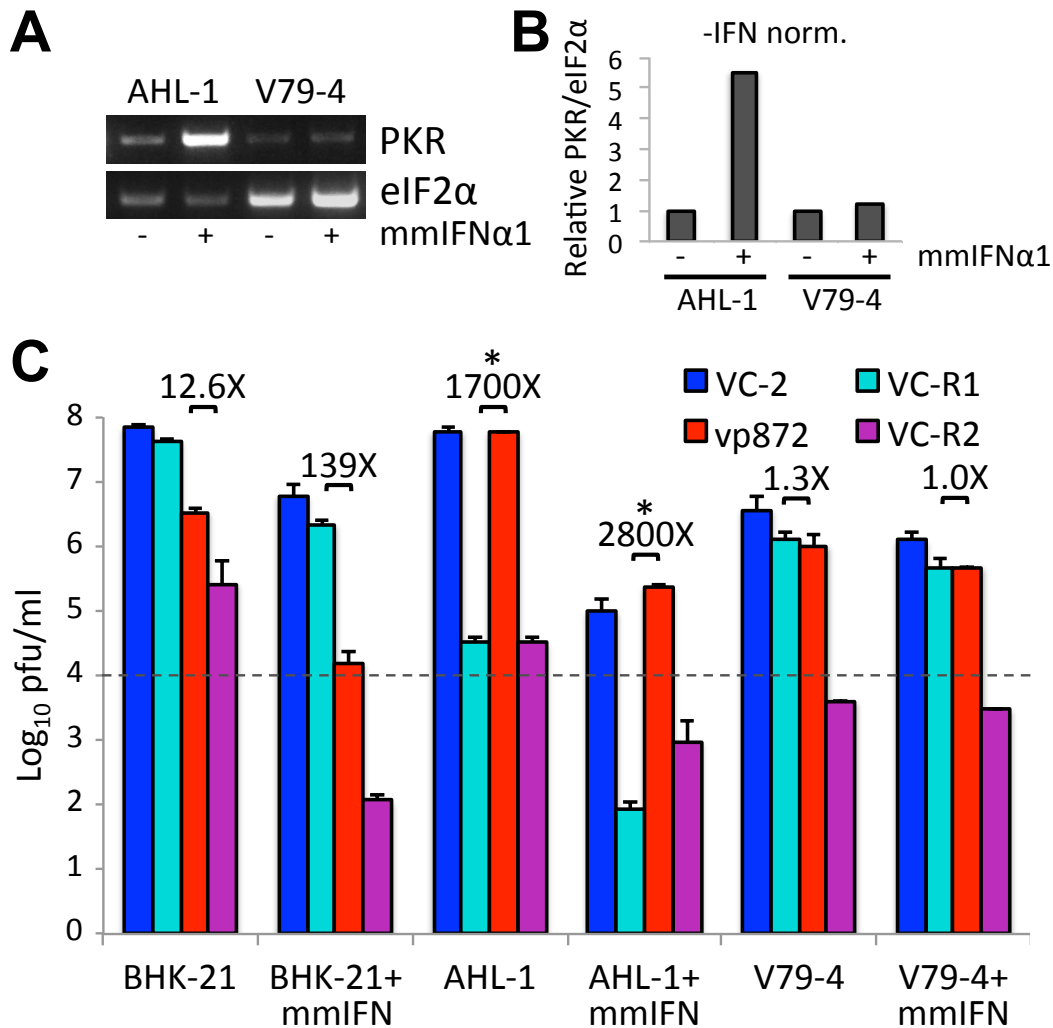 A
AHL-1 V79-4
PKR
eIF2α
- + - + mmIFNα1
B
-IFN norm.
Relative PKR/eIF2α
6
5
4
3
2
1
0
- + - + mmIFNα1
AHL-1 V79-4
C
VC-2 VC-R1
vp872 VC-R2
12.6X
139X
*
1700X
*
2800X
1.3X
1.0X
Log10 pfu/ml
8
7
6
5
4
3
2
1
0
BHK-21
BHK-21+
mmIFN
AHL-1
AHL-1+
mmIFN
V79-4
V79-4+
mmIFN